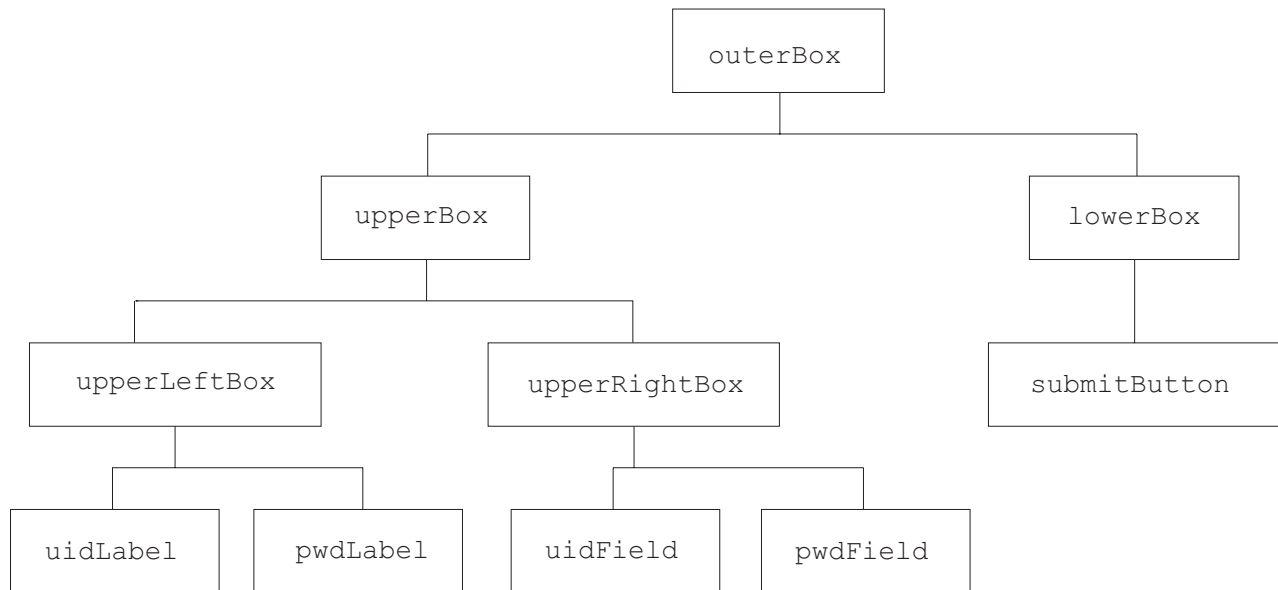 outerBox
upperBox
lowerBox
upperLeftBox
upperRightBox
submitButton
uidLabel
pwdLabel
uidField
pwdField